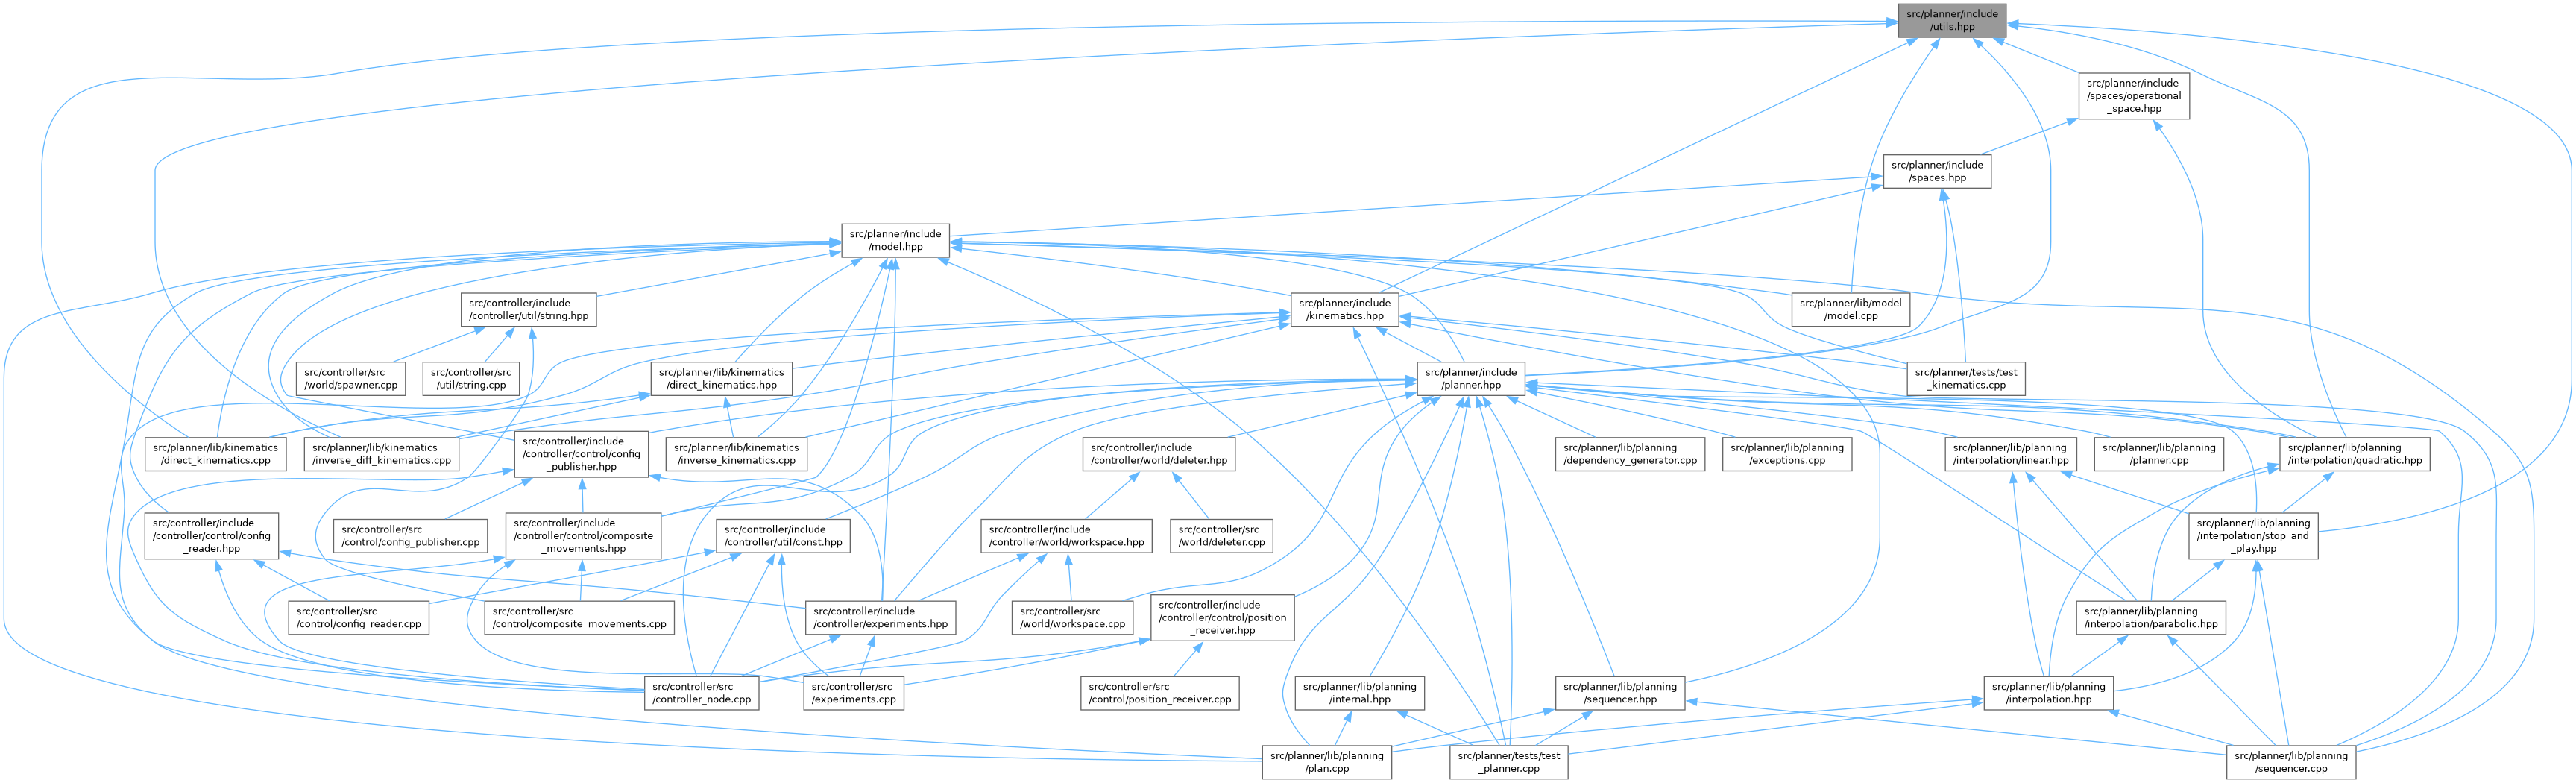 src/planner/include
/utils.hpp
src/planner/include
/spaces/operational
_space.hpp
src/planner/include
/spaces.hpp
src/planner/include
/model.hpp
src/controller/include
/controller/util/string.hpp
src/planner/include
/kinematics.hpp
src/planner/lib/model
/model.cpp
src/controller/src
/world/spawner.cpp
src/controller/src
/util/string.cpp
src/planner/lib/kinematics
/direct_kinematics.hpp
src/planner/include
/planner.hpp
src/planner/tests/test
_kinematics.cpp
src/planner/lib/kinematics
/direct_kinematics.cpp
src/planner/lib/kinematics
/inverse_diff_kinematics.cpp
src/controller/include
/controller/control/config
_publisher.hpp
src/planner/lib/kinematics
/inverse_kinematics.cpp
src/controller/include
/controller/world/deleter.hpp
src/planner/lib/planning
/dependency_generator.cpp
src/planner/lib/planning
/exceptions.cpp
src/planner/lib/planning
/interpolation/linear.hpp
src/planner/lib/planning
/planner.cpp
src/planner/lib/planning
/interpolation/quadratic.hpp
src/controller/include
/controller/control/config
_reader.hpp
src/controller/src
/control/config_publisher.cpp
src/controller/include
/controller/control/composite
_movements.hpp
src/controller/include
/controller/util/const.hpp
src/controller/include
/controller/world/workspace.hpp
src/controller/src
/world/deleter.cpp
src/planner/lib/planning
/interpolation/stop_and
_play.hpp
src/controller/src
/control/config_reader.cpp
src/controller/src
/control/composite_movements.cpp
src/controller/include
/controller/experiments.hpp
src/controller/src
/world/workspace.cpp
src/controller/include
/controller/control/position
_receiver.hpp
src/planner/lib/planning
/interpolation/parabolic.hpp
src/controller/src
/controller_node.cpp
src/controller/src
/experiments.cpp
src/controller/src
/control/position_receiver.cpp
src/planner/lib/planning
/internal.hpp
src/planner/lib/planning
/sequencer.hpp
src/planner/lib/planning
/interpolation.hpp
src/planner/lib/planning
/plan.cpp
src/planner/tests/test
_planner.cpp
src/planner/lib/planning
/sequencer.cpp